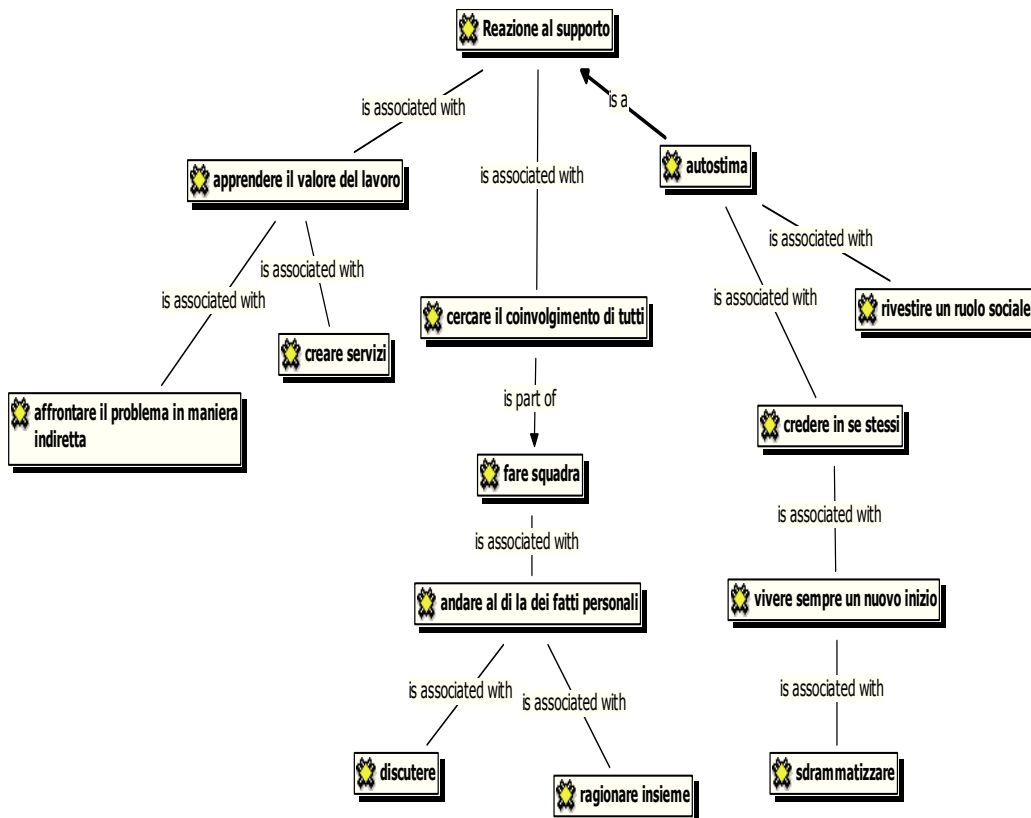 Reazione al supporto
is associated with
is a
is associated with
apprendere il valore del lavoro
autostima
is associated with
is associated with
is associated with
is associated with
rivestire un ruolo sociale
cercare il coinvolgimento di tutti
creare servizi
is part of
affrontare il problema in maniera
indiretta
credere in se stessi
fare squadra
is associated with
is associated with
andare al di la dei fatti personali
vivere sempre un nuovo inizio
is associated with
is associated with
is associated with
discutere
ragionare insieme
sdrammatizzare